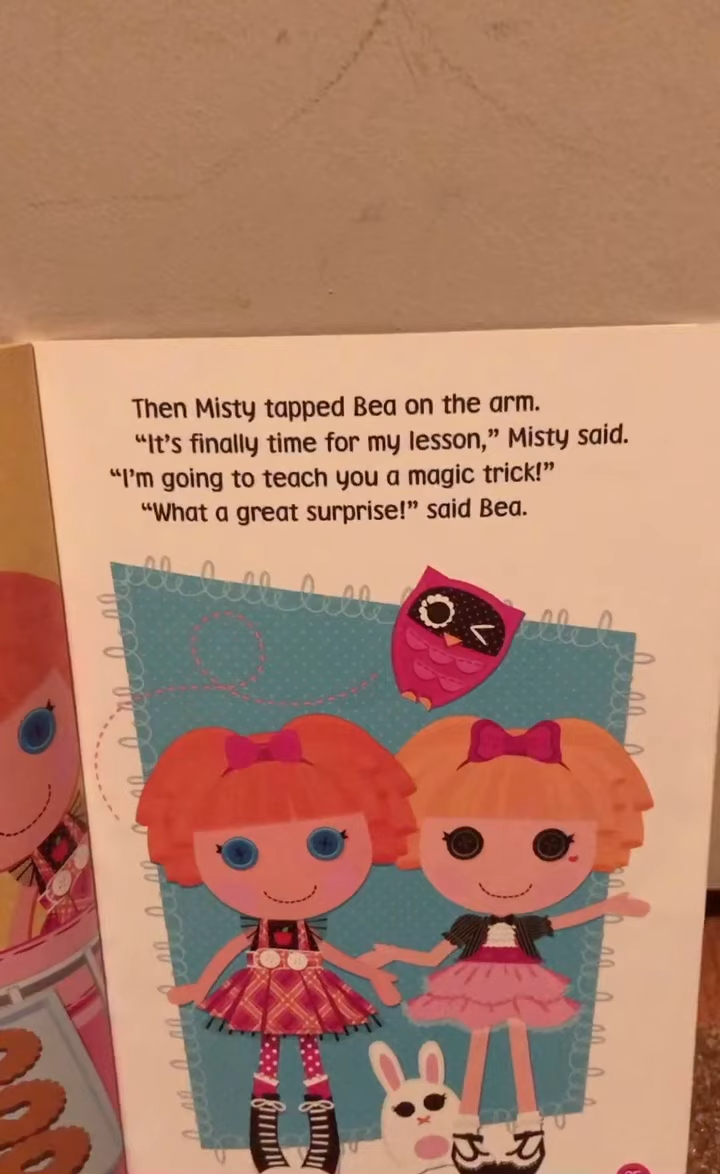 Then Misty tapped Bea on the arm.
“It’s finally time for my lesson,” Misty said.
“I’m going to teach you a magic trick!”
“What a great surprise!” said Bea.